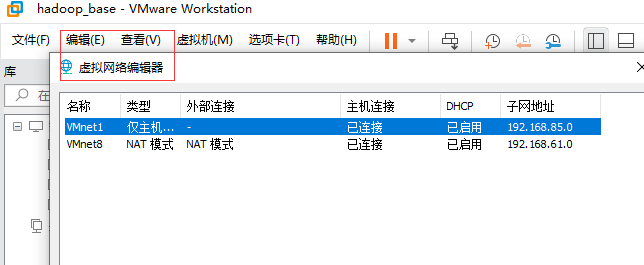 hadoop_base - VMware Workstation
文件(F) 编辑(E) 查看(V) 虚拟机(M) 选项卡(T) 帮助(H)
库
虚拟网络编辑器
在
名称 类型 外部连接 主机连接 DHCP 子网地址
VMnet1 仅主机... - 已连接 已启用 192.168.85.0
VMnet8 NAT 模式 NAT 模式 已连接 已启用 192.168.61.0